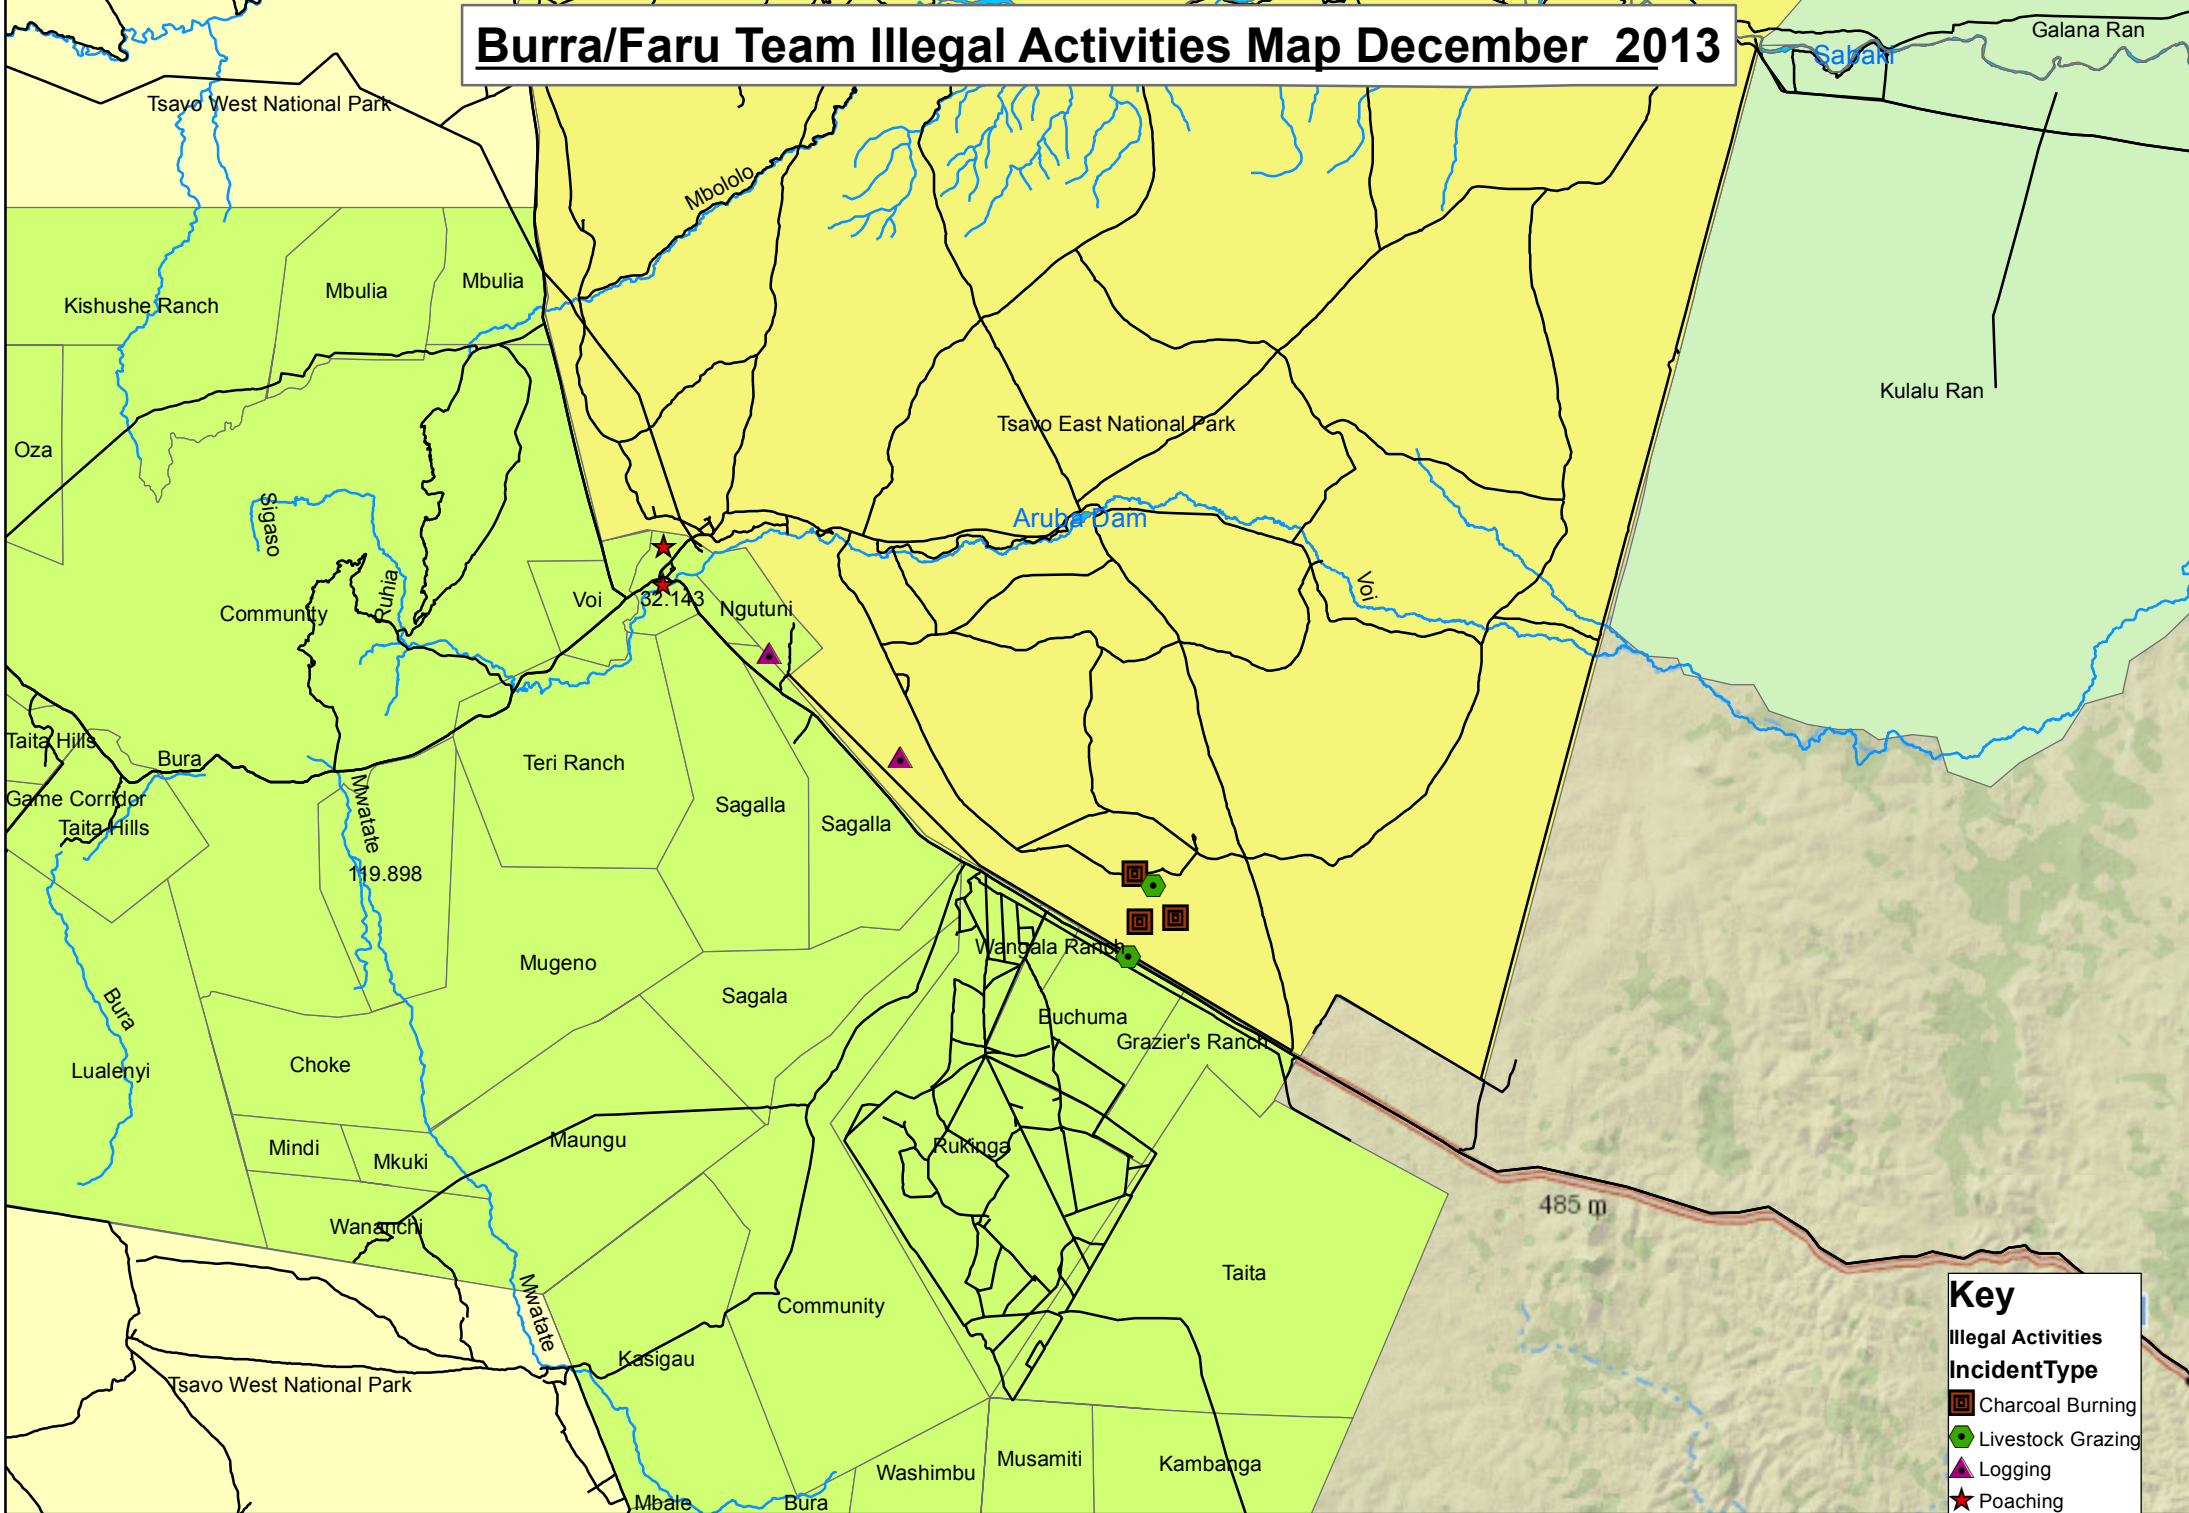 Burra/Faru Team Illegal Activities Map December 2013
Galana Ran
Sabaki
Tsavo West National Park
Mbololo
Mbulia
Mbulia
Kishushe Ranch
Kulalu Ran
Tsavo East National Park
Oza
Aruba Dam
Sigaso
Ruhia
Voi
Voi
32.143
Ngutuni
Community
Taita Hills
Bura
Teri Ranch
Game Corridor
Taita Hills
Mwatate
Sagalla
Sagalla
119.898
Wangala Ranch
Mugeno
Sagala
Bura
Buchuma
Grazier's Ranch
Lualenyi
Choke
Mindi
Mkuki
Maungu
Rukinga
485 m
Wananchi
Taita
Mwatate
Community
Kasigau
Tsavo West National Park
Washimbu
Musamiti
Kambanga
Mbale
Bura
Key
Illegal Activities
IncidentType
Charcoal Burning
Livestock Grazing
Logging
Poaching